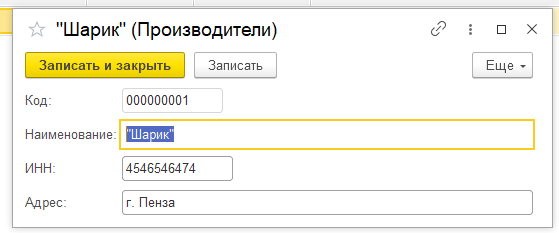 "Шарик" (Производители)
Записать и закрыть Записать Еще
Код: 000000001
Наименование: "Шарик"
ИНН: 4546546474
Адрес: г. Пенза